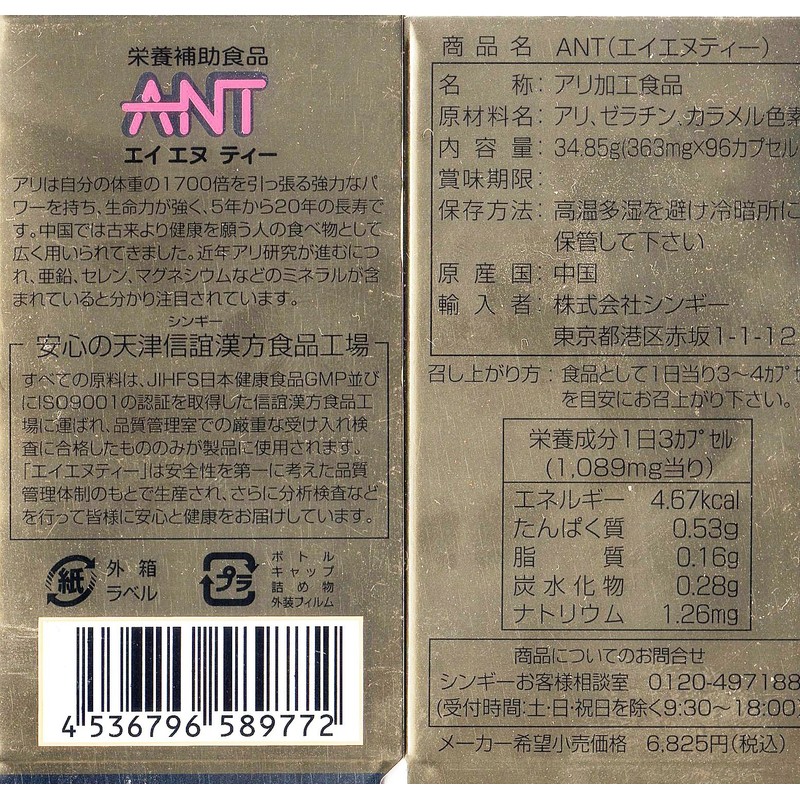 栄養補助食品
ANT
エイ エヌ ティー
アリは自分の体重の1700倍を引っ張る強力なパ
ワーを持ち、生命力が強く、5年から20年の長寿で
す。中国では古来より健康を願う人の食べ物として
広く用いられてきました。近年アリ研究が進むにつ
れ、亜鉛、セレン、マグネシウムなどのミネラルが含
まれていると分かり注目されています。
シンギー
安心の天津信誼漢方食品工場
すべての原料は、JIHFS日本健康食品GMP並び
にISO9001の認証を取得した信誼漢方食品工
場に運ばれ、品質管理室での厳重な受け入れ検
査に合格したもののみが製品に使用されます。
「エイエヌティー」は安全性を第一に考えた品質
管理体制のもとで生産され、さらに分析検査など
を行って皆様に安心と健康をお届けしています。
紙
外箱
ラベル
プラ
ボトル
キャップ
詰め物
外装フィルム
4 536796 589772
商品名 ANT(エイエヌティー)
名称：アリ加工食品
原材料名：アリ、ゼラチン、カラメル色素
内容量：34.85g(363mg×96カプセル
賞味期限：
保存方法：高温多湿を避け冷暗所に
保管して下さい
原産国：中国
輸入者：株式会社シンギー
東京都港区赤坂1-1-12
召し上がり方：食品として1日当り3〜4ｶﾌﾟｾ
を目安にお召上がり下さい。
栄養成分1日3ｶﾌﾟｾﾙ
(1,089mg当り)
エネルギー 4.67kcal
たんぱく質 0.53g
脂質 0.16g
炭水化物 0.28g
ナトリウム 1.26mg
商品についてのお問合せ
シンギーお客様相談室 0120-497188
(受付時間:土・日・祝日を除く9:30〜18:00
メーカー希望小売価格 6,825円(税込)